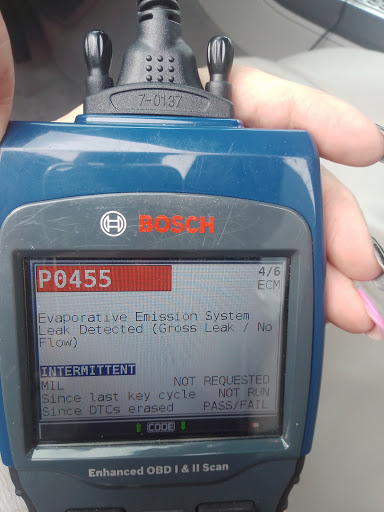 7-0137
BOSCH
P0455 4/6
ECM
Evaporative Emission System
Leak Detected (Gross Leak / No
Flow)
INTERMITTENT
MIL NOT REQUESTED
Since last key cycle NOT RUN
Since DTCs erased PASS/FAIL
CODE
Enhanced OBD I & II Scan